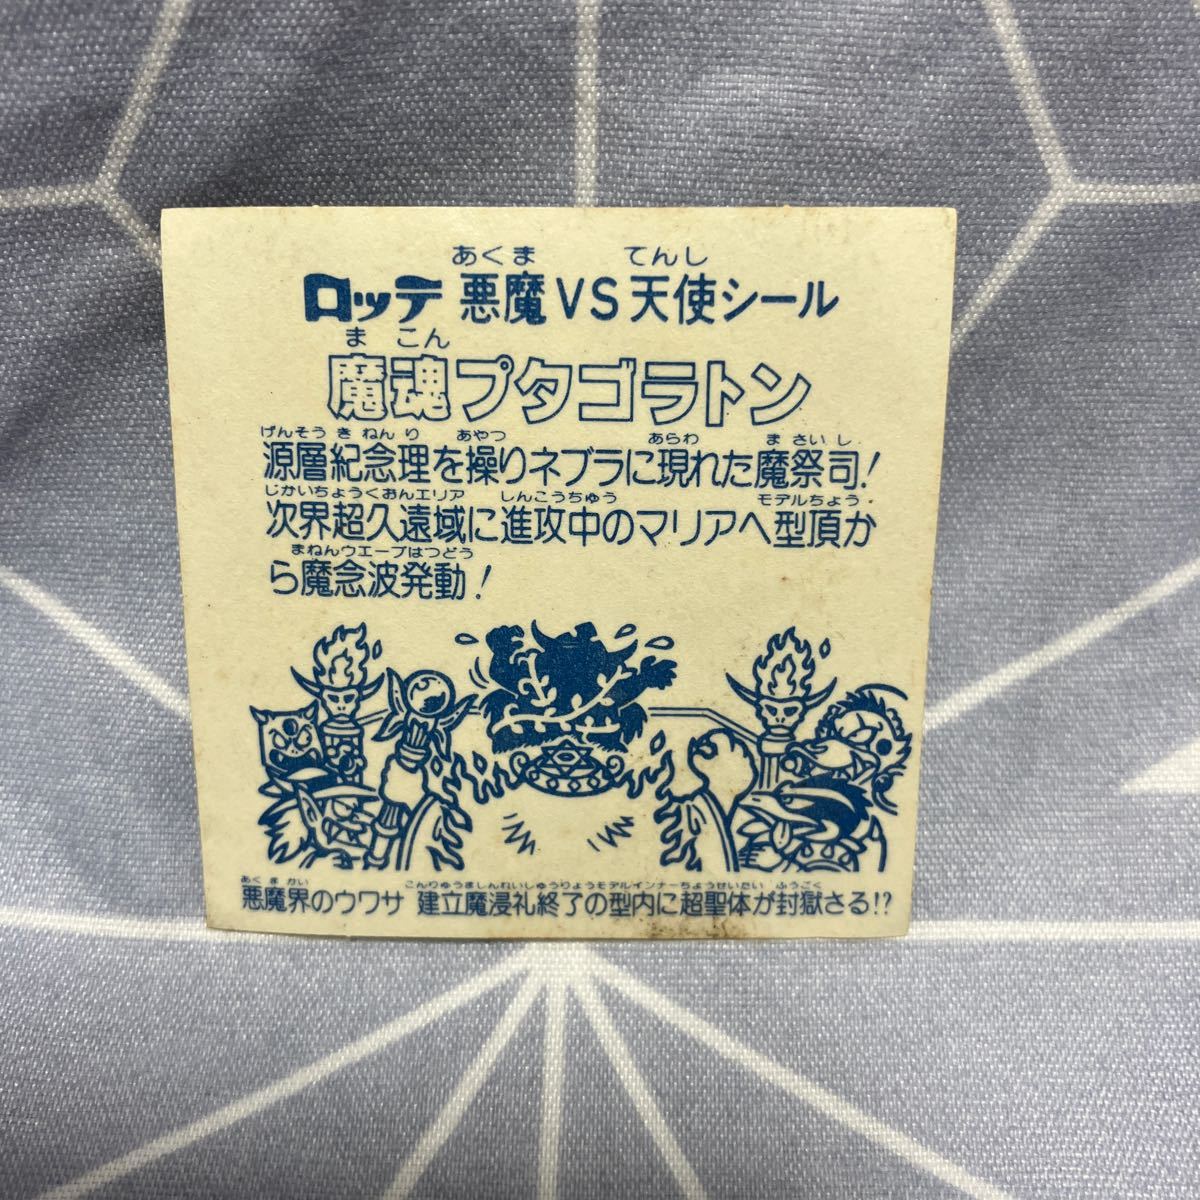 あくま てんし
ロッテ 悪魔VS天使シール
まこん
魔魂プタゴラトン
げんそうきねんり あやつ あらわ まさいし
源層紀念理を操りネブラに現れた魔祭司!
じかいちょうくおんエリア しんこうちゅう モデルちょう
次界超久遠域に進攻中のマリアへ型頂か
まねんウエーブはつどう
ら魔念波発動!
あくまかい こんりゅうましんれいしゅうりょうモデルインナーちょうせいたい ふうごく
悪魔界のウワサ 建立魔浸礼終了の型内に超聖体が封獄さる!?